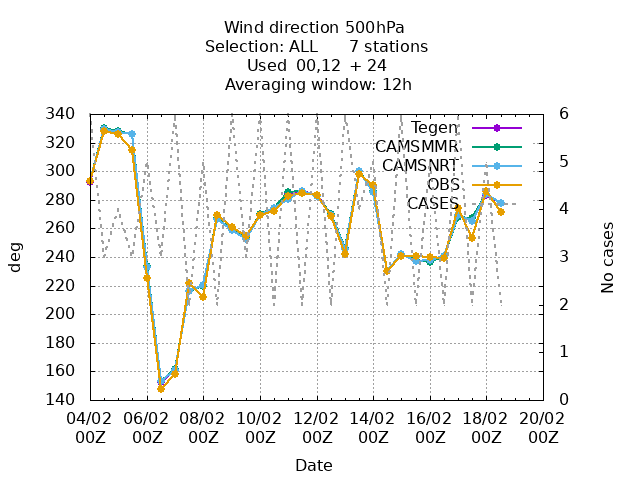 Wind direction 500hPa
Selection: ALL 7 stations
Used 00,12 + 24
Averaging window: 12h
340
320
300
280
260
240
220
200
180
160
140
deg
6
5
4
3
2
1
0
No cases
Tegen
CAMSMMR
CAMSNRT
OBS
CASES
04/02 06/02 08/02 10/02 12/02 14/02 16/02 18/02 20/02
00Z 00Z 00Z 00Z 00Z 00Z 00Z 00Z 00Z
Date